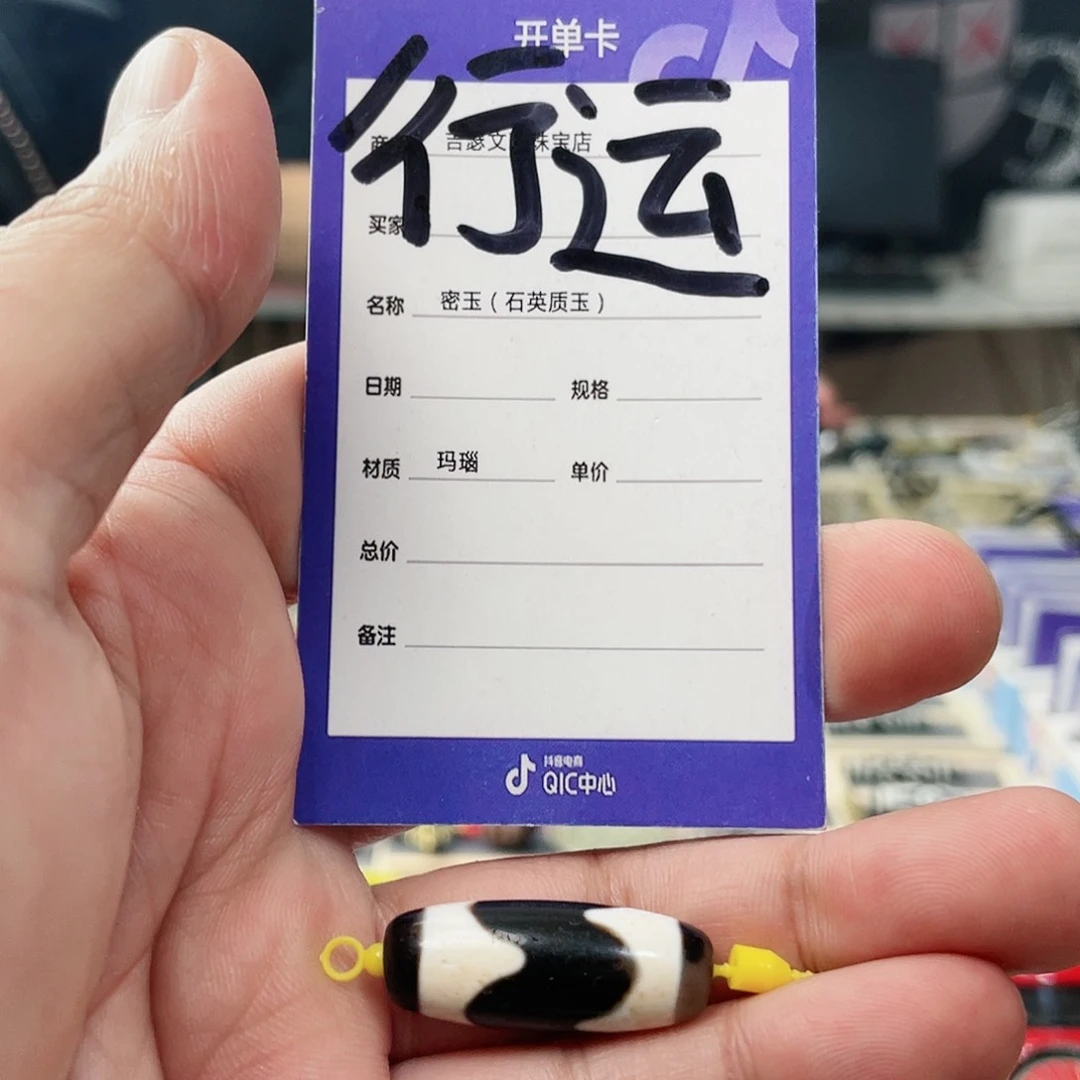 开单卡
行运
吉瑟文 珠宝店
买家
名称 密玉（石英质玉）
日期 规格
材质 玛瑙 单价
总价
备注
抖音电商
QIC中心